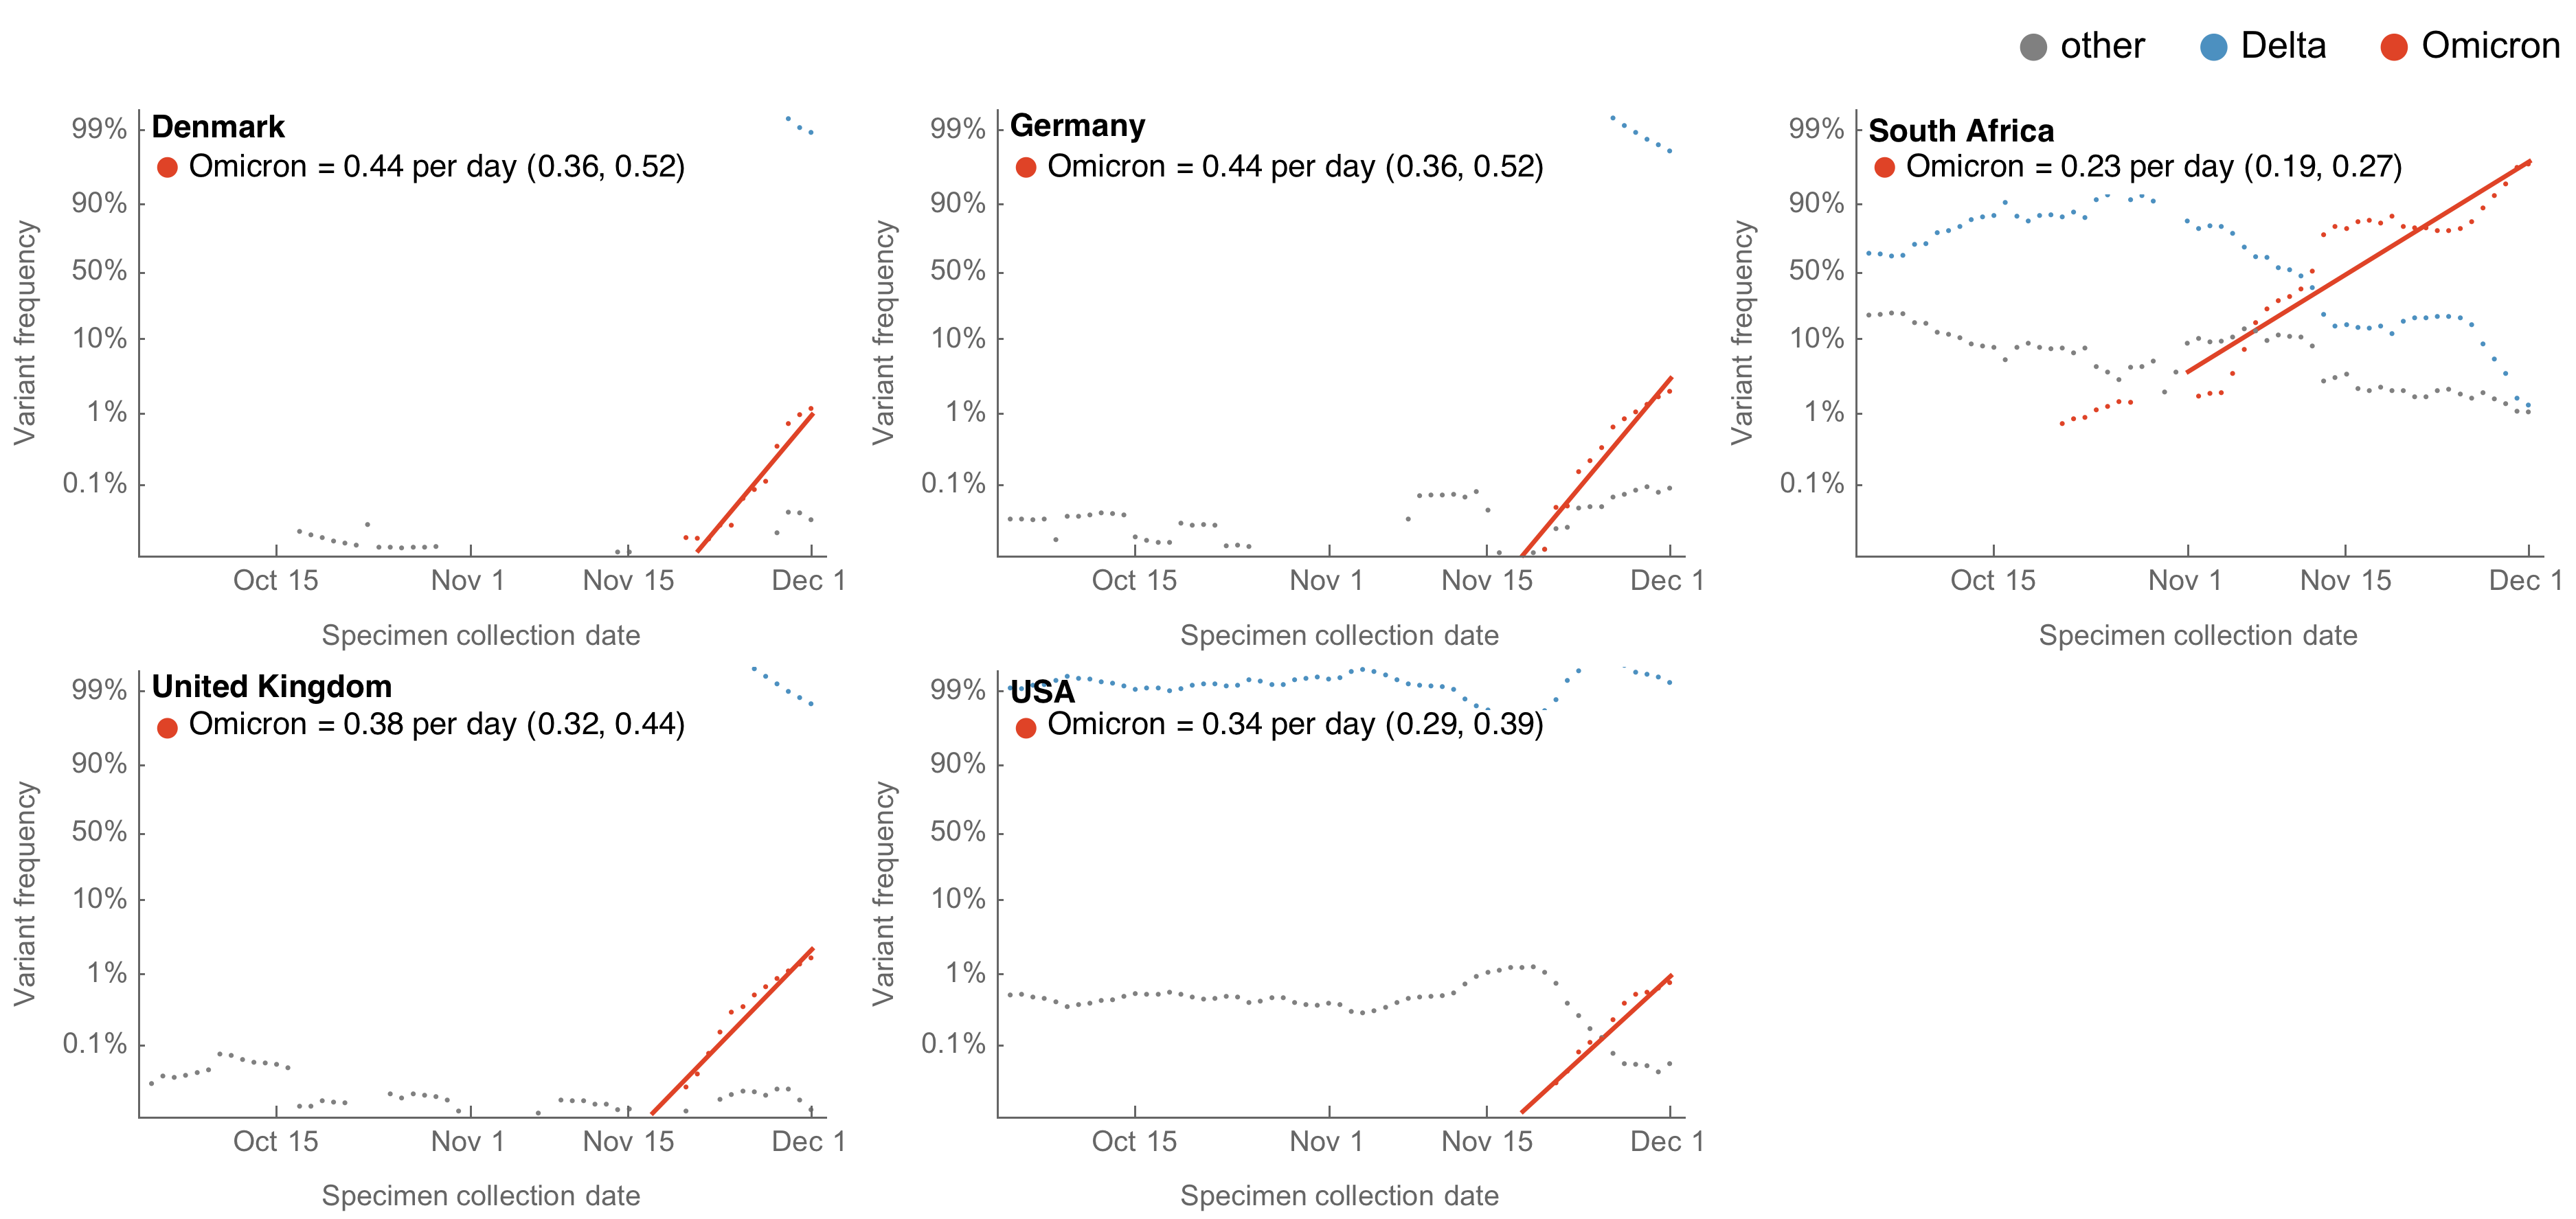 other Delta Omicron
Denmark
Omicron = 0.44 per day (0.36, 0.52)
99%
90%
50%
10%
1%
0.1%
Variant frequency
Oct 15 Nov 1 Nov 15 Dec 1
Specimen collection date
Germany
Omicron = 0.44 per day (0.36, 0.52)
99%
90%
50%
10%
1%
0.1%
Variant frequency
Oct 15 Nov 1 Nov 15 Dec 1
Specimen collection date
South Africa
Omicron = 0.23 per day (0.19, 0.27)
99%
90%
50%
10%
1%
0.1%
Variant frequency
Oct 15 Nov 1 Nov 15 Dec 1
Specimen collection date
United Kingdom
Omicron = 0.38 per day (0.32, 0.44)
99%
90%
50%
10%
1%
0.1%
Variant frequency
Oct 15 Nov 1 Nov 15 Dec 1
Specimen collection date
USA
Omicron = 0.34 per day (0.29, 0.39)
99%
90%
50%
10%
1%
0.1%
Variant frequency
Oct 15 Nov 1 Nov 15 Dec 1
Specimen collection date